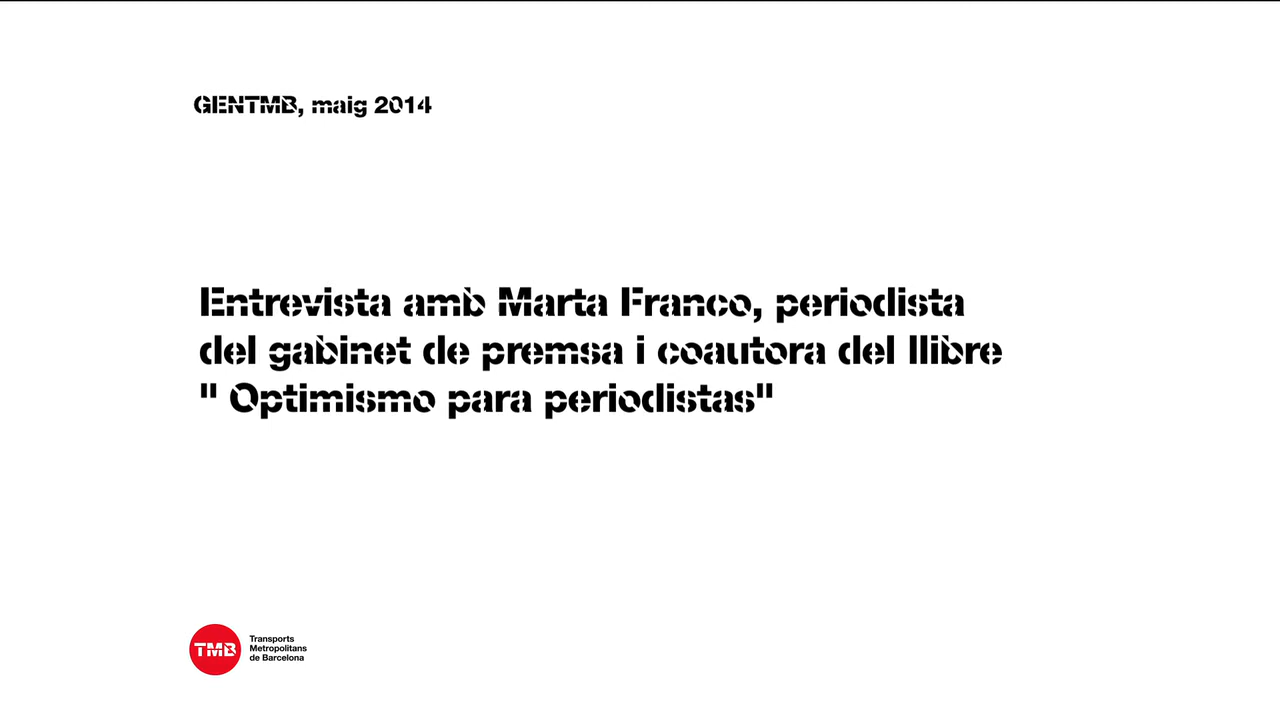 GENTMB, maig 2014
Entrevista amb Marta Franco, periodista
del gabinet de premsa i coautora del llibre
" Optimismo para periodistas"
TMB
Transports
Metropolitans
de Barcelona